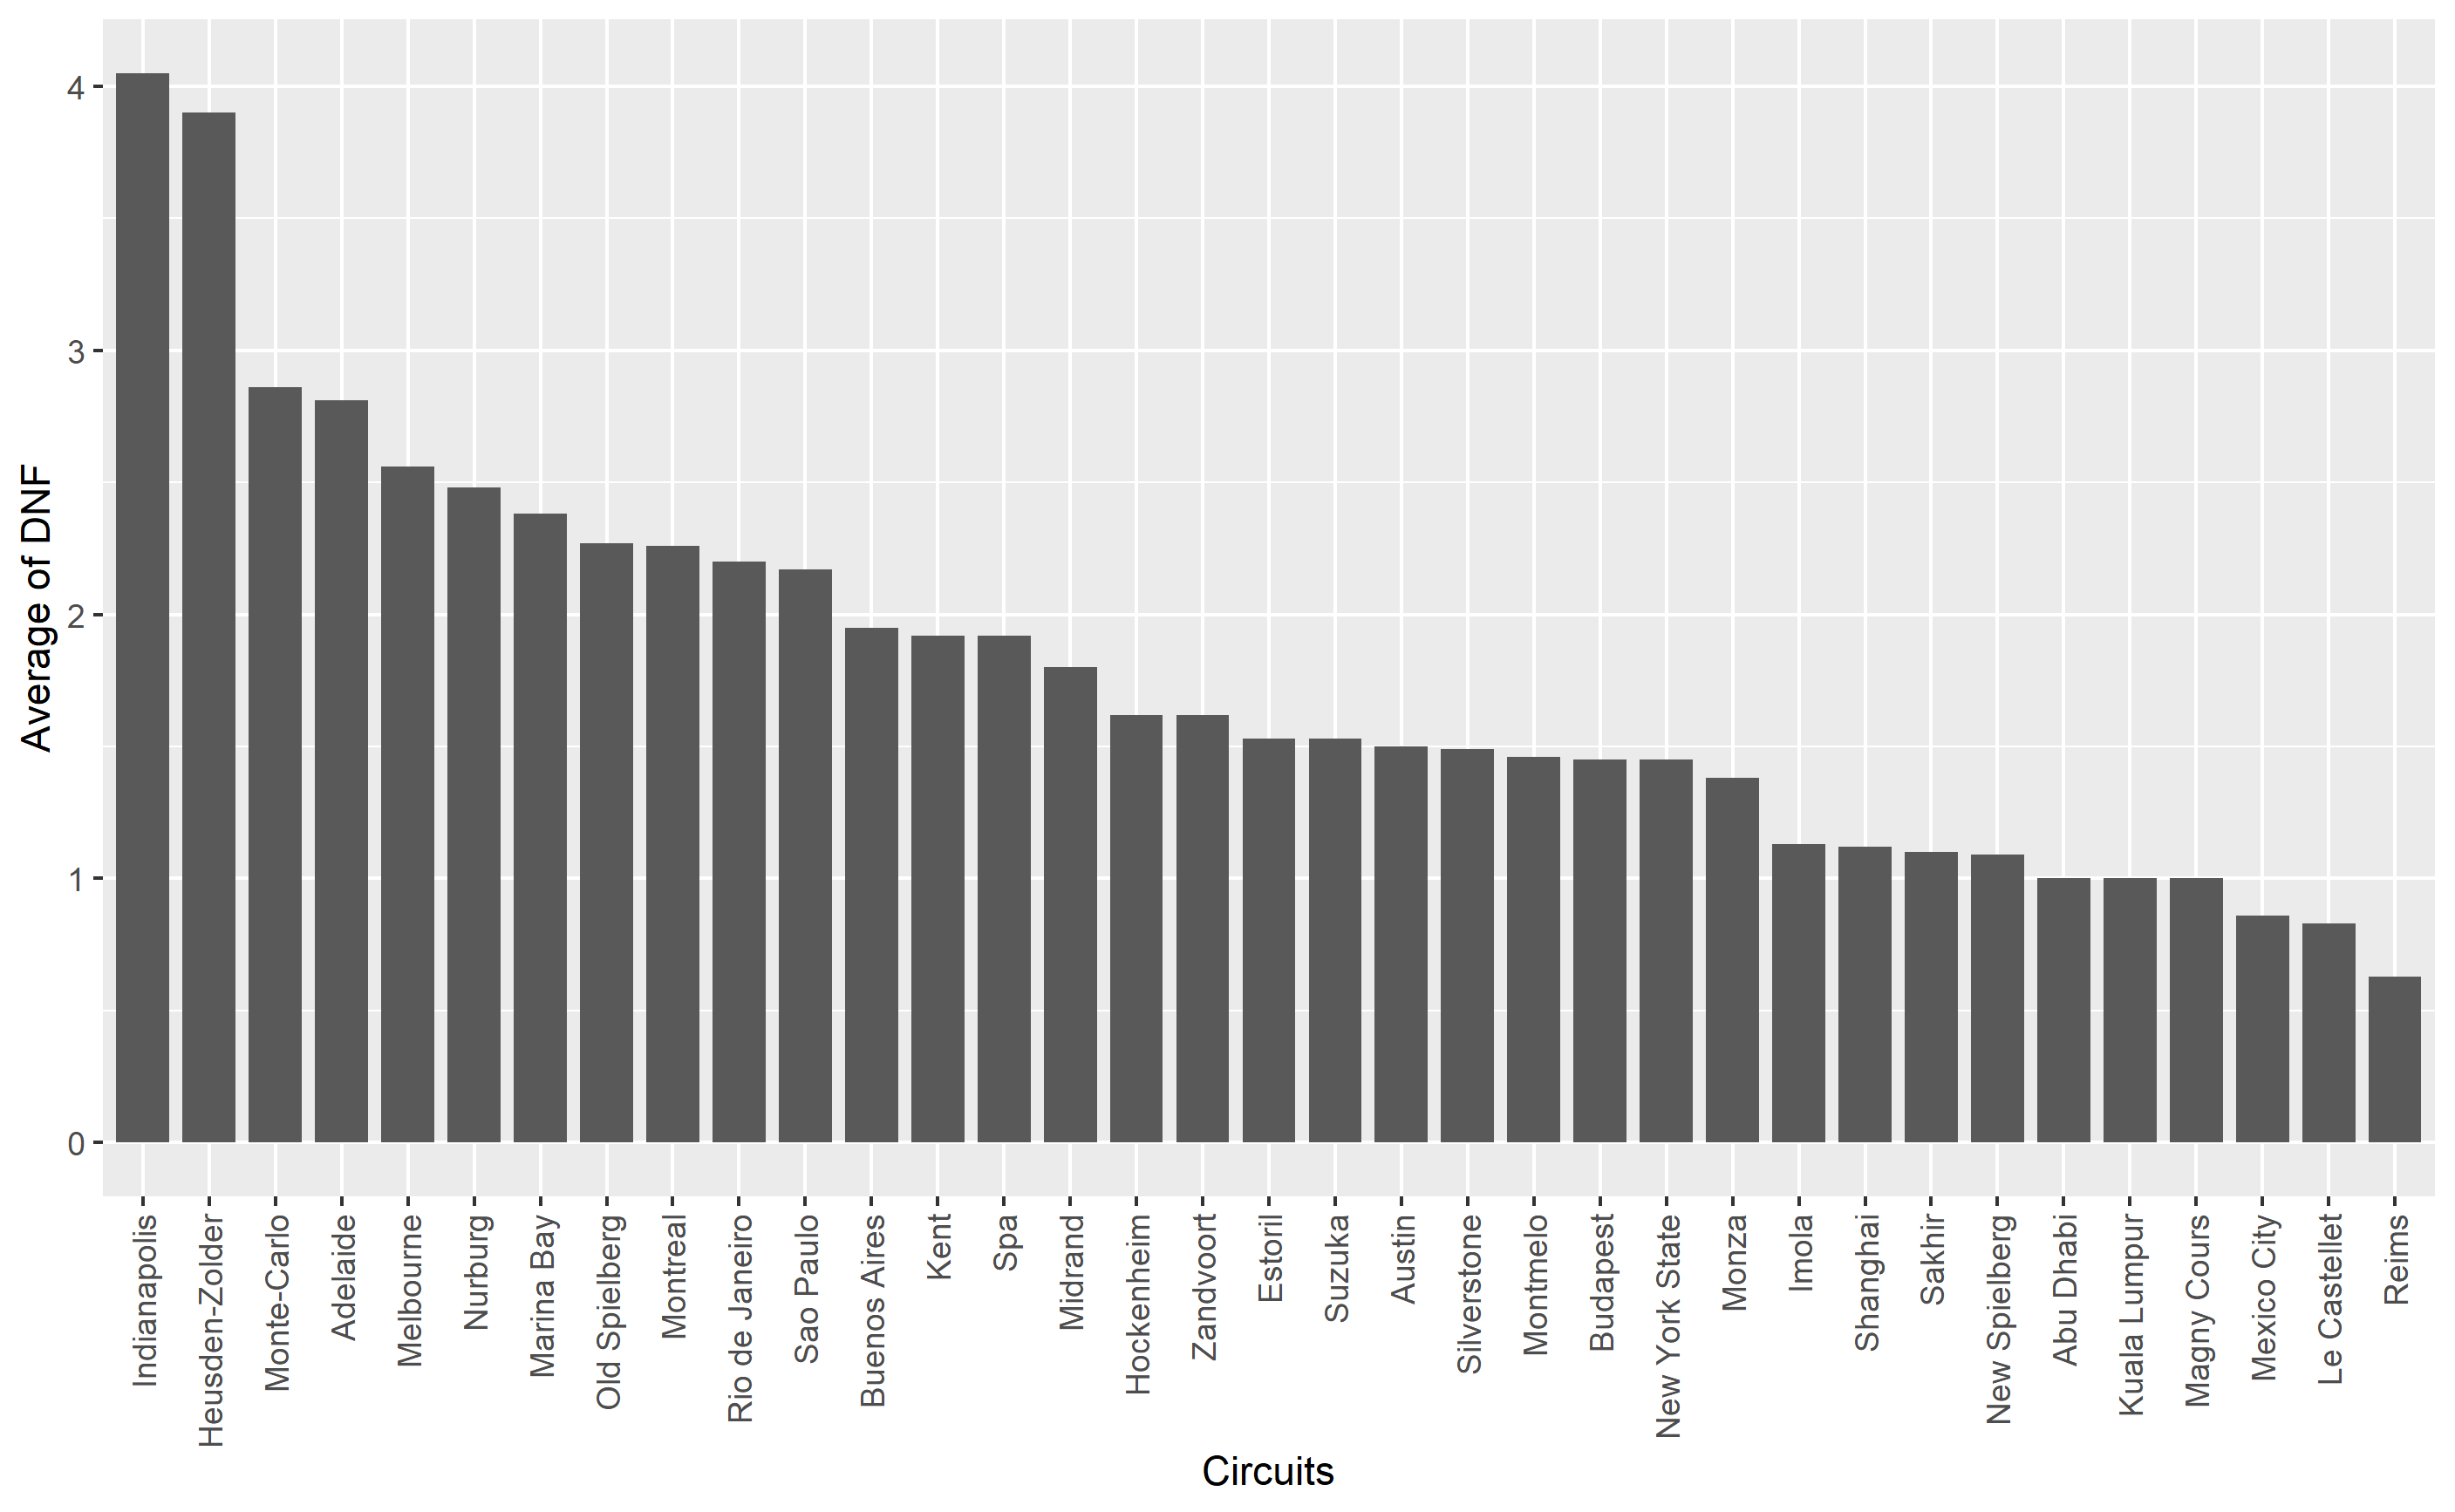 Average of DNF
4
3
2
1
0
Indianapolis
Heusden-Zolder
Monte-Carlo
Adelaide
Melbourne
Nurburg
Marina Bay
Old Spielberg
Montreal
Rio de Janeiro
Sao Paulo
Buenos Aires
Kent
Spa
Midrand
Hockenheim
Zandvoort
Estoril
Suzuka
Austin
Silverstone
Montmelo
Budapest
New York State
Monza
Imola
Shanghai
Sakhir
New Spielberg
Abu Dhabi
Kuala Lumpur
Magny Cours
Mexico City
Le Castellet
Reims
Circuits